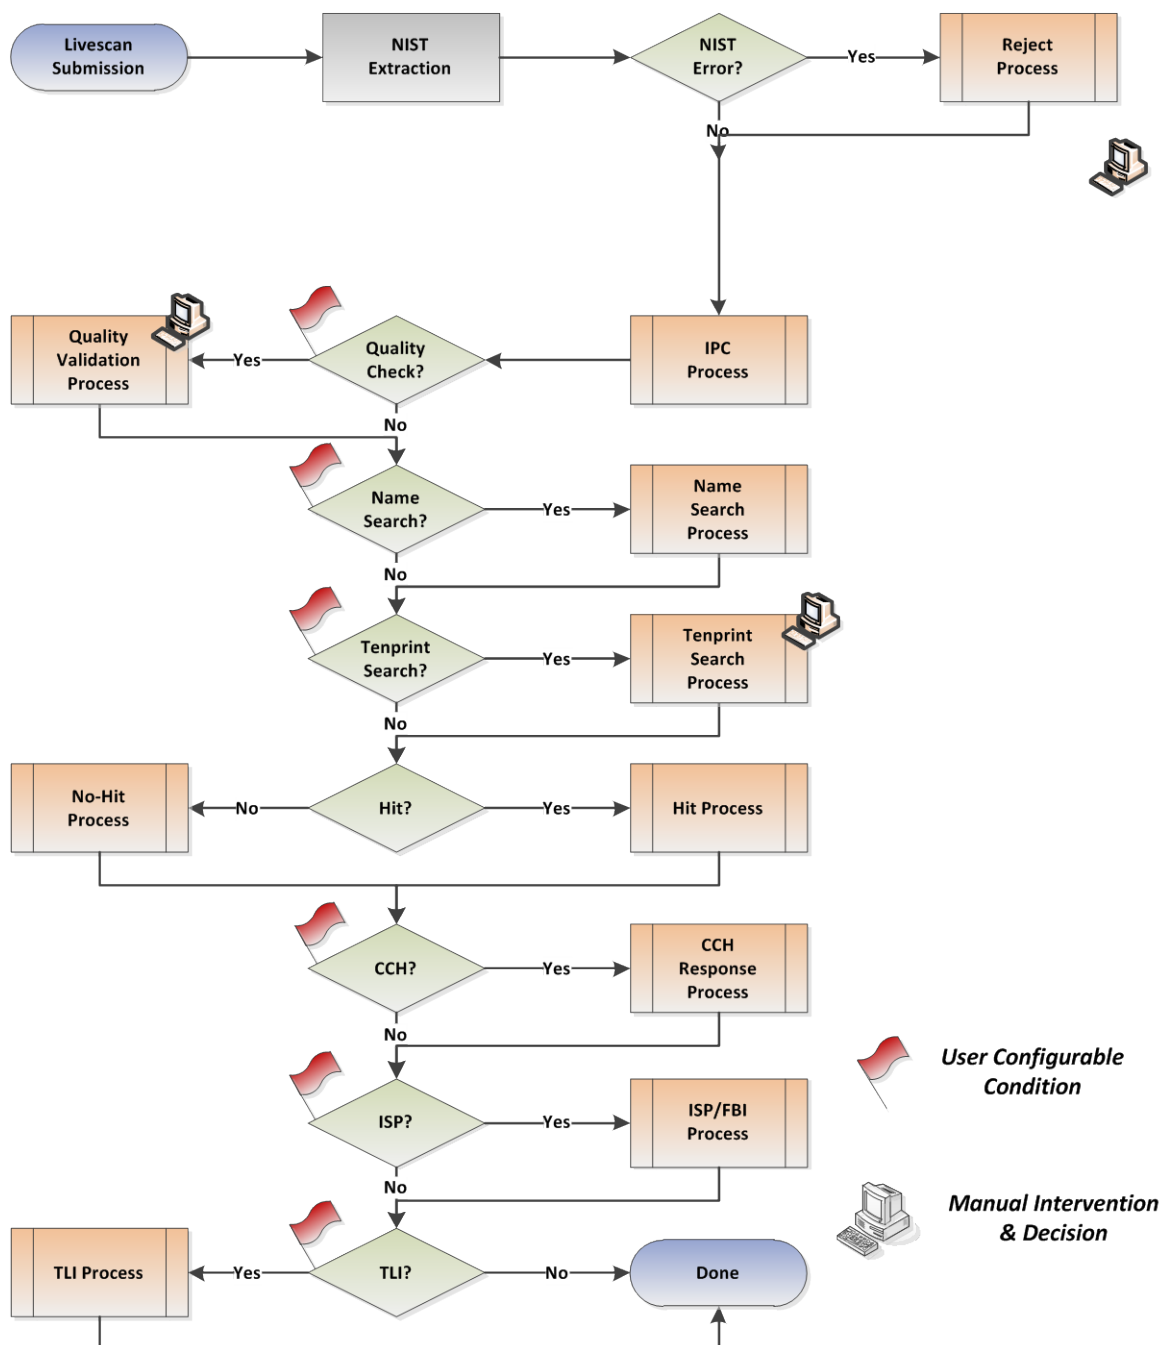 Livescan
Submission
NIST
Extraction
NIST
Error?
Yes
Reject
Process
No
Quality
Validation
Process
Yes
Quality
Check?
IPC
Process
No
Name
Search?
Yes
Name
Search
Process
No
Tenprint
Search?
Yes
Tenprint
Search
Process
No
No-Hit
Process
No
Hit?
Yes
Hit Process
CCH?
Yes
CCH
Response
Process
No
User Configurable
Condition
ISP?
Yes
ISP/FBI
Process
No
Manual Intervention
& Decision
TLI Process
Yes
TLI?
No
Done